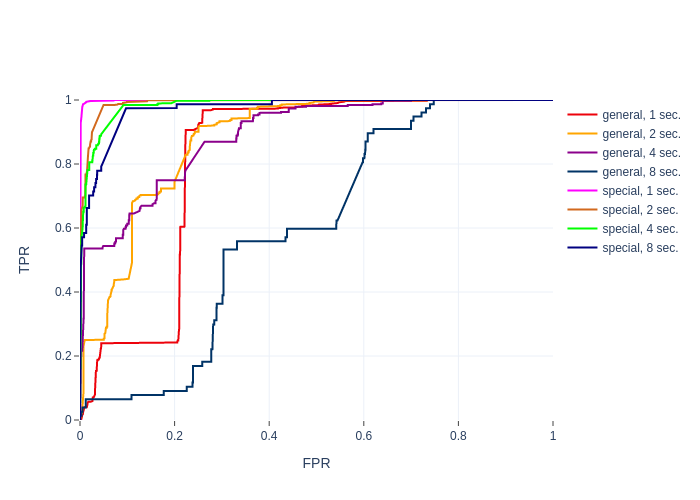 1
0.8
0.6
0.4
0.2
0
0
0.2
0.4
0.6
0.8
1
TPR
FPR
general, 1 sec.
general, 2 sec.
general, 4 sec.
general, 8 sec.
special, 1 sec.
special, 2 sec.
special, 4 sec.
special, 8 sec.